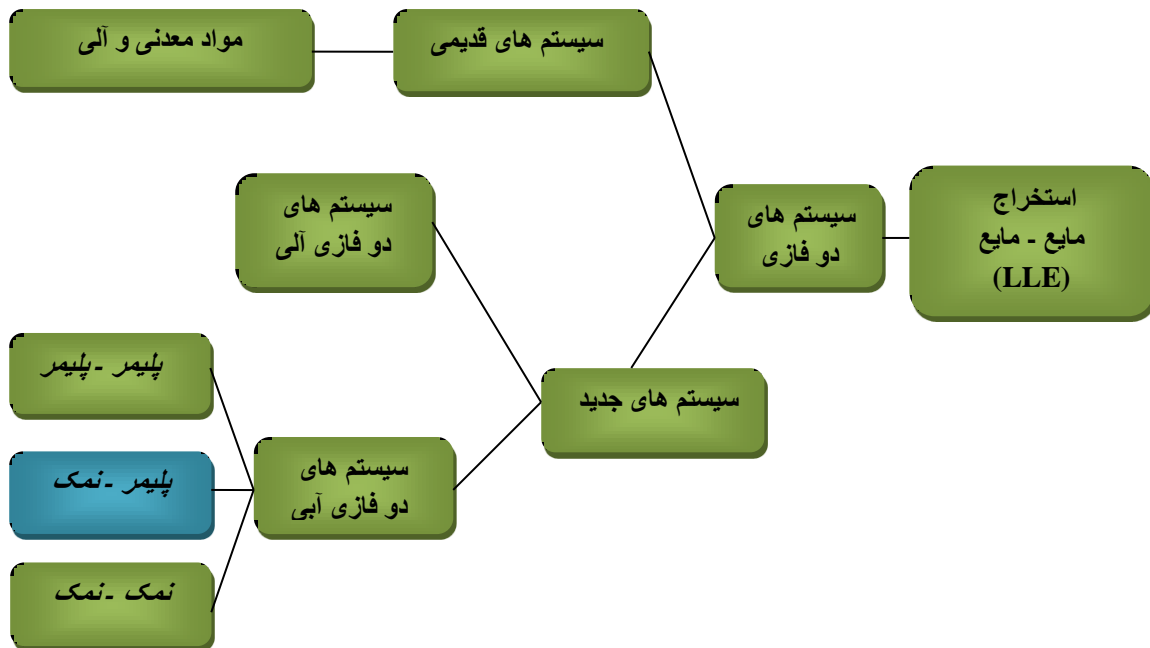 استخراج
مایع - مایع
(LLE)
سیستم های
دو فازی
سیستم های قدیمی
مواد معدنی و آلی
سیستم های جدید
سیستم های
دو فازی آلی
سیستم های
دو فازی آبی
پلیمر - پلیمر
پلیمر - نمک
نمک - نمک